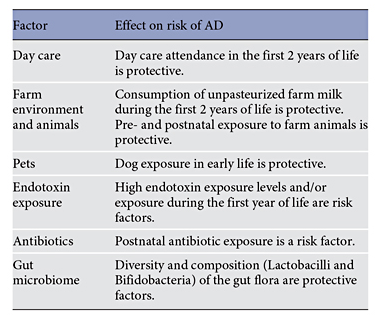 Factor Effect on risk of AD
Day care Day care attendance in the first 2 years of life
is protective.
Farm Consumption of unpasteurized farm milk
environment during the first 2 years of life is protective.
and animals Pre- and postnatal exposure to farm animals is
protective.
Pets Dog exposure in early life is protective.
Endotoxin High endotoxin exposure levels and/or
exposure exposure during the first year of life are risk
factors.
Antibiotics Postnatal antibiotic exposure is a risk factor.
Gut Diversity and composition (Lactobacilli and
microbiome Bifidobacteria) of the gut flora are protective
factors.